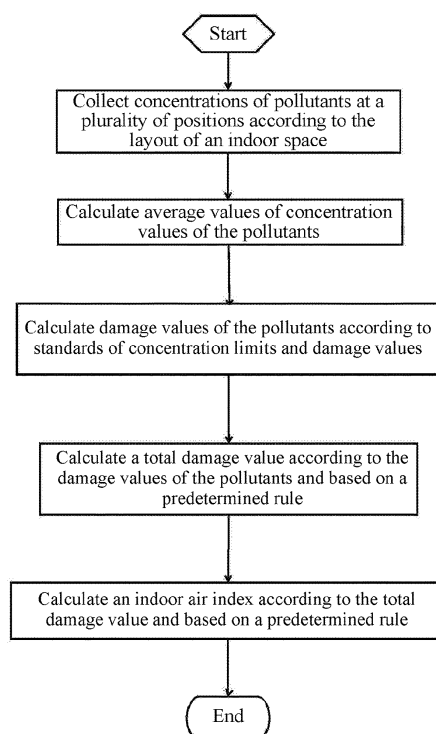 Start
Collect concentrations of pollutants at a
plurality of positions according to the
layout of an indoor space
Calculate average values of concentration
values of the pollutants
Calculate damage values of the pollutants according to
standards of concentration limits and damage values
Calculate a total damage value according to the
damage values of the pollutants and based on a
predetermined rule
Calculate an indoor air index according to the total
damage value and based on a predetermined rule
End